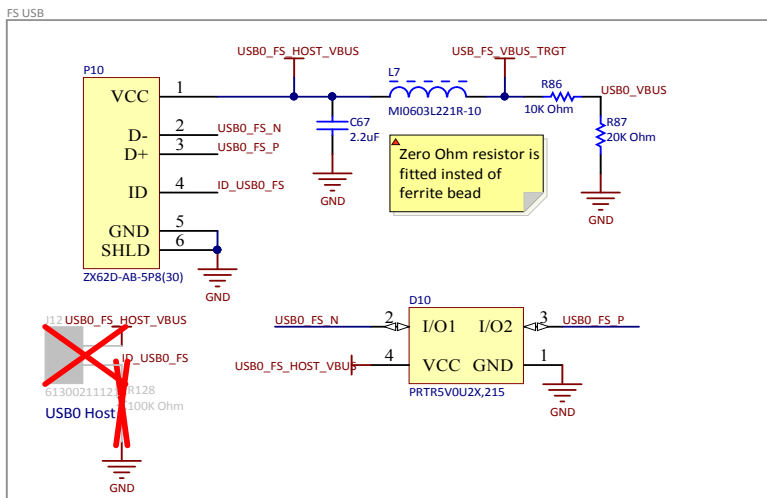 FS USB
USB0_FS_HOST_VBUS
USB_FS_VBUS_TRGT
P10
L7
R86
USB0_VBUS
VCC
1
MI0603L221R-10
10K Ohm
D-
2
USB0_FS_N
C67
2.2uF
R87
20K Ohm
D+
3
USB0_FS_P
Zero Ohm resistor is
fitted insted of
ferrite bead
ID
4
ID_USB0_FS
GND
GND
5
GND
SHLD
6
ZX62D-AB-5P8(30)
GND
D10
J12
USB0_FS_HOST_VBUS
USB0_FS_N
2
I/O1
I/O2
3
USB0_FS_P
ID_USB0_FS
USB0_FS_HOST_VBUS
4
VCC
GND
1
R128
100K Ohm
USB0 Host
PRTR5V0U2X,215
GND
GND